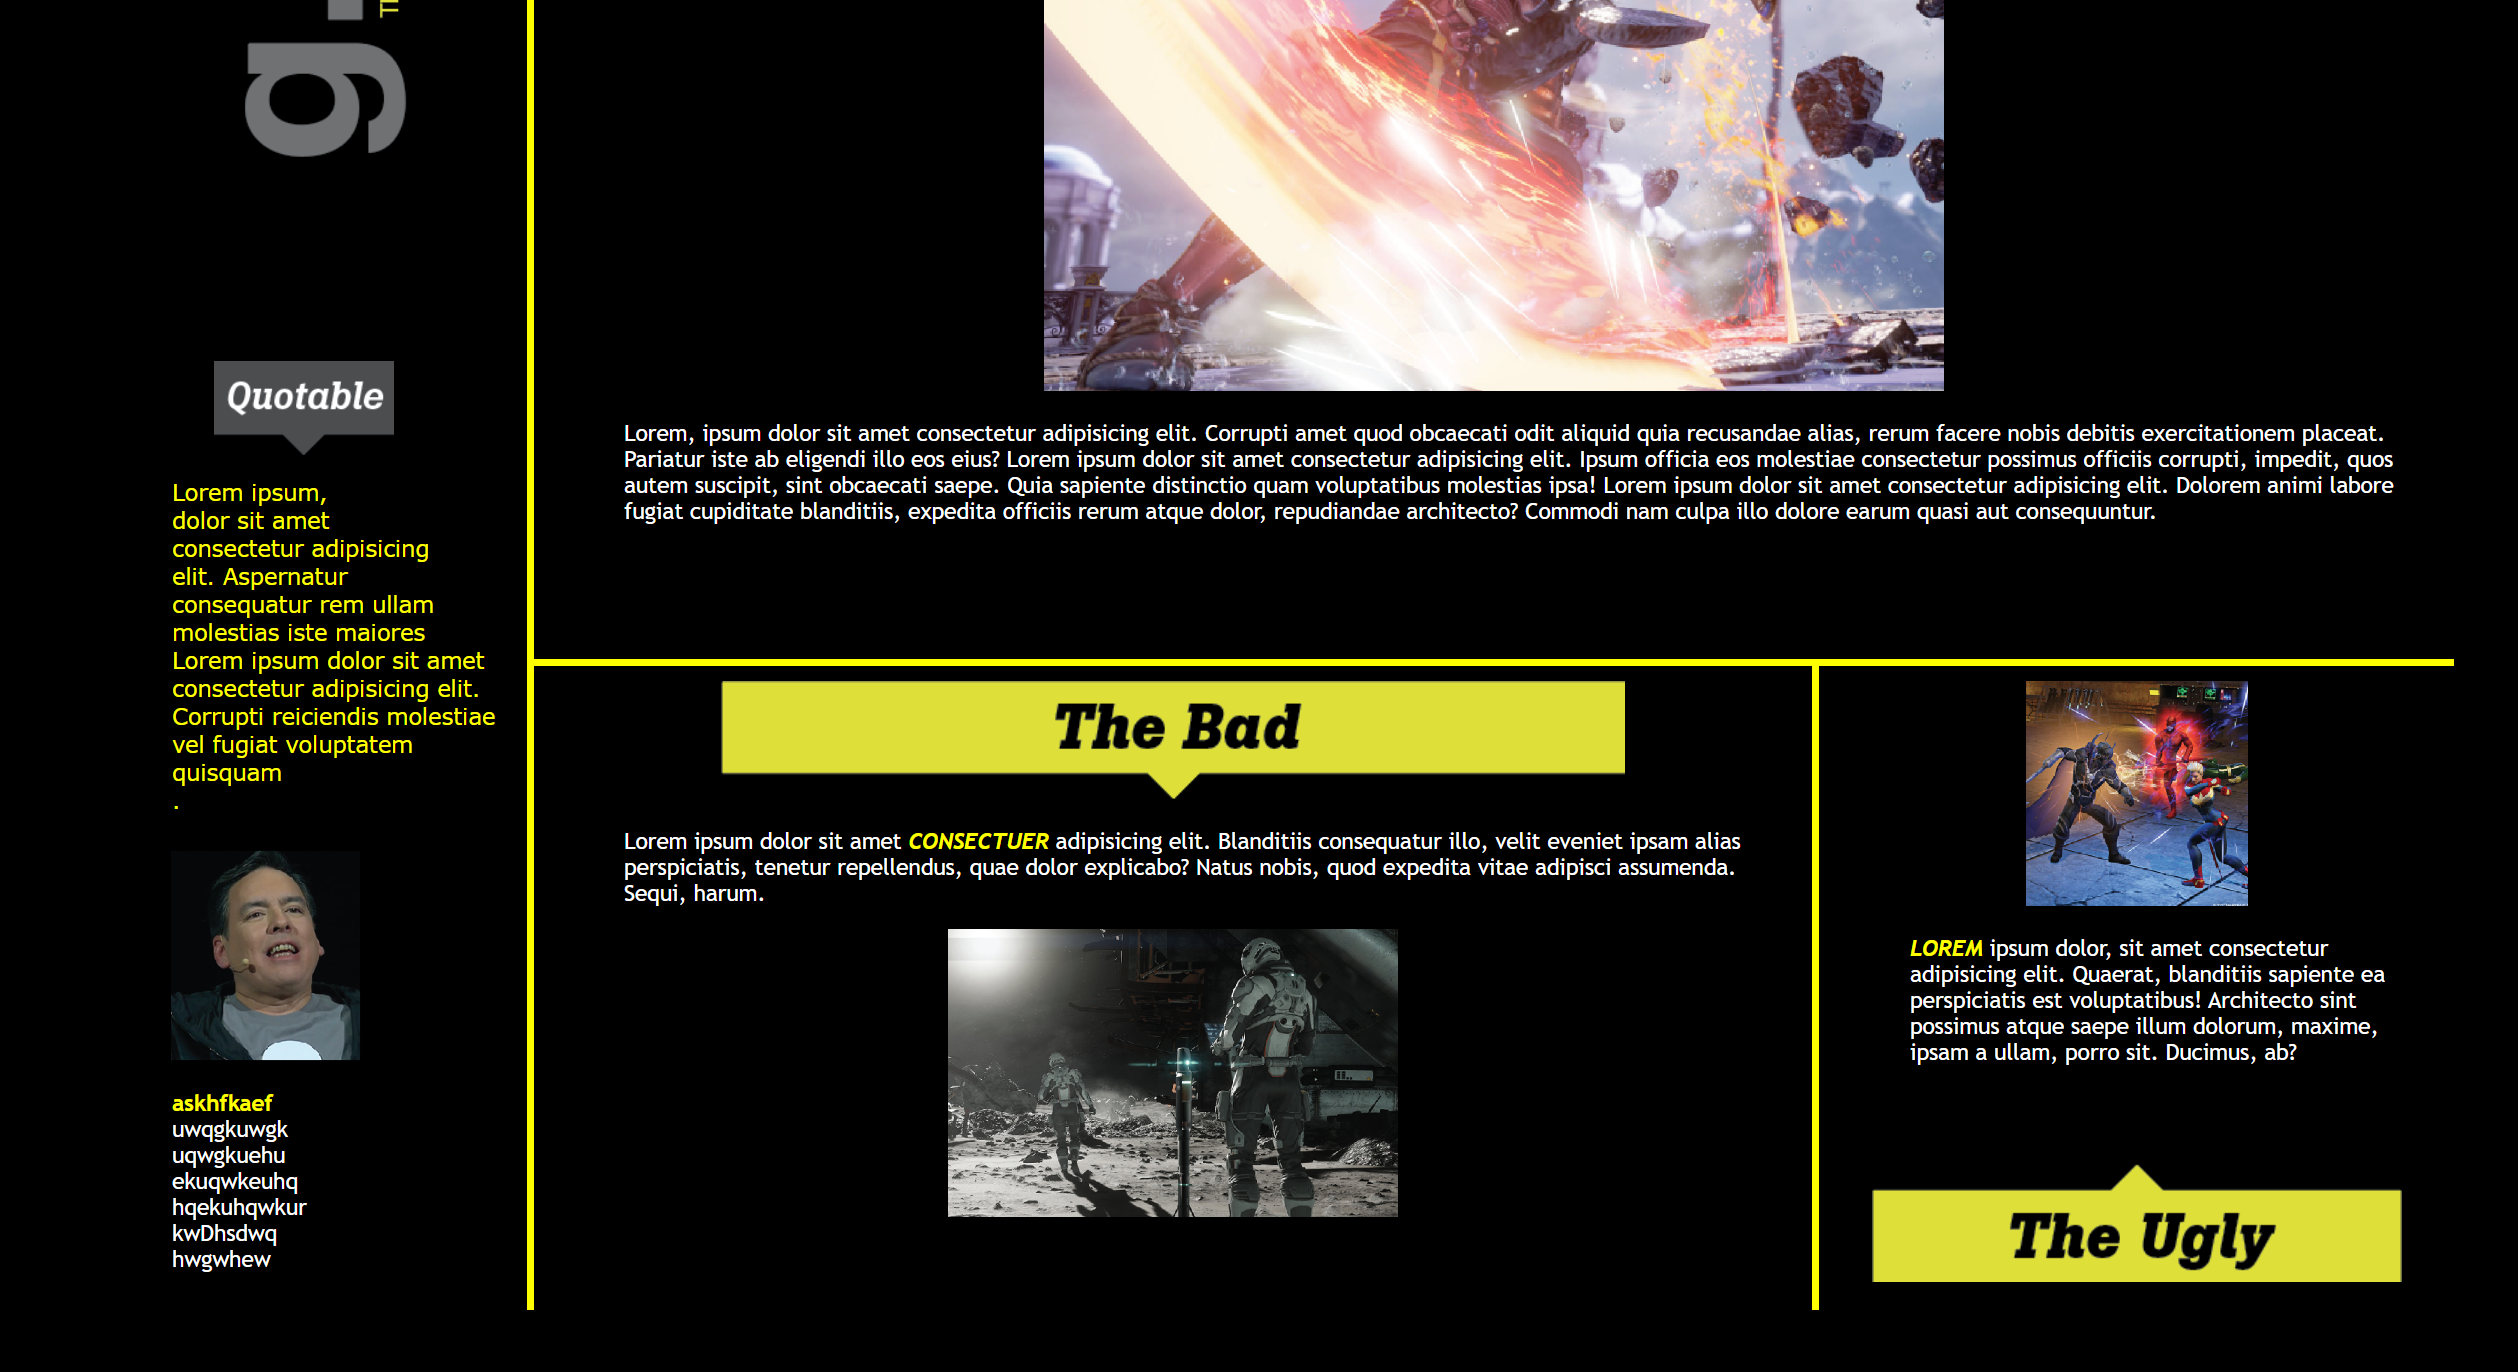 g.
Quotable
Lorem ipsum,
dolor sit amet
consectetur adipisicing
elit. Aspernatur
consequatur rem ullam
molestias iste maiores
Lorem ipsum dolor sit amet
consectetur adipisicing elit.
Corrupti reiciendis molestiae
vel fugiat voluptatem
quisquam
.
askhfkaef
uwqgkuwgk
uqwgkuehu
ekuqwkeuhq
hqekuhqwkur
kwDhsdwq
hwgwhew
Lorem, ipsum dolor sit amet consectetur adipisicing elit. Corrupti amet quod obcaecati odit aliquid quia recusandae alias, rerum facere nobis debitis exercitationem placeat.
Pariatur iste ab eligendi illo eos eius? Lorem ipsum dolor sit amet consectetur adipisicing elit. Ipsum officia eos molestiae consectetur possimus officiis corrupti, impedit, quos
autem suscipit, sint obcaecati saepe. Quia sapiente distinctio quam voluptatibus molestias ipsa! Lorem ipsum dolor sit amet consectetur adipisicing elit. Dolorem animi labore
fugiat cupiditate blanditiis, expedita officiis rerum atque dolor, repudiandae architecto? Commodi nam culpa illo dolore earum quasi aut consequuntur.
The Bad
Lorem ipsum dolor sit amet CONSECTUER adipisicing elit. Blanditiis consequatur illo, velit eveniet ipsam alias
perspiciatis, tenetur repellendus, quae dolor explicabo? Natus nobis, quod expedita vitae adipisci assumenda.
Sequi, harum.
LOREM ipsum dolor, sit amet consectetur
adipisicing elit. Quaerat, blanditiis sapiente ea
perspiciatis est voluptatibus! Architecto sint
possimus atque saepe illum dolorum, maxime,
ipsam a ullam, porro sit. Ducimus, ab?
The Ugly